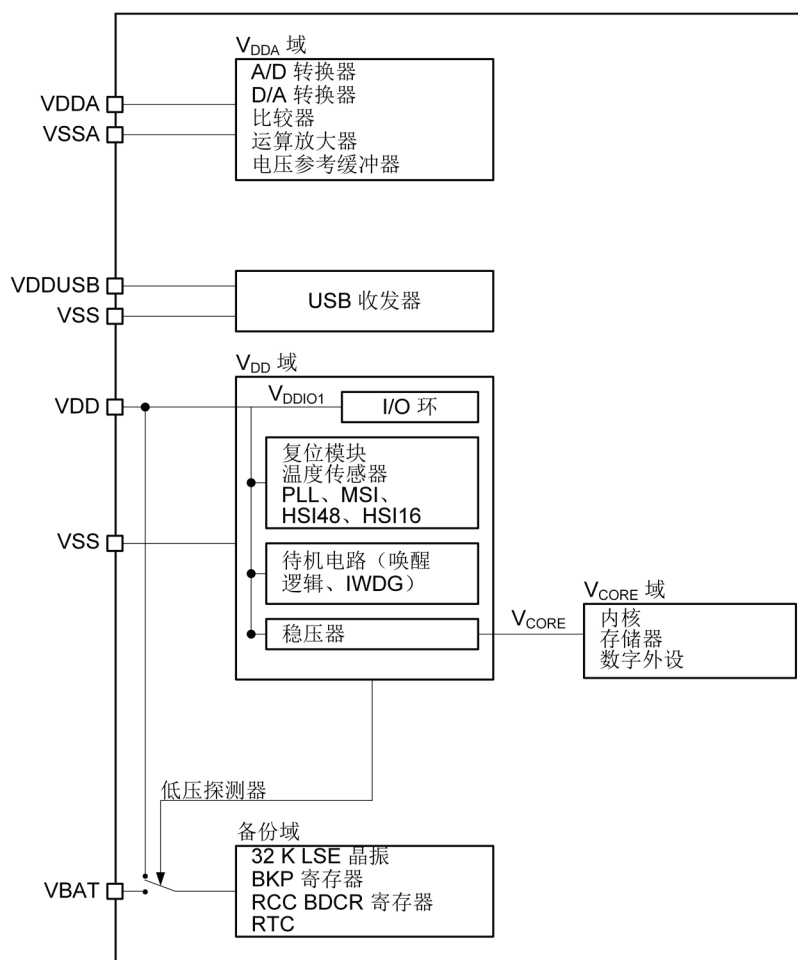 VDDA 域
A/D 转换器
D/A 转换器
比较器
运算放大器
电压参考缓冲器
VDDA
VSSA
VDDUSB
VSS
USB 收发器
VDD 域
VDD
VDDIO1
I/O 环
复位模块
温度传感器
PLL、MSI、
HSI48、HSI16
VSS
待机电路（唤醒
逻辑、IWDG）
稳压器
VCORE
VCORE 域
内核
存储器
数字外设
低压探测器
备份域
32 K LSE 晶振
BKP 寄存器
RCC BDCR 寄存器
RTC
VBAT